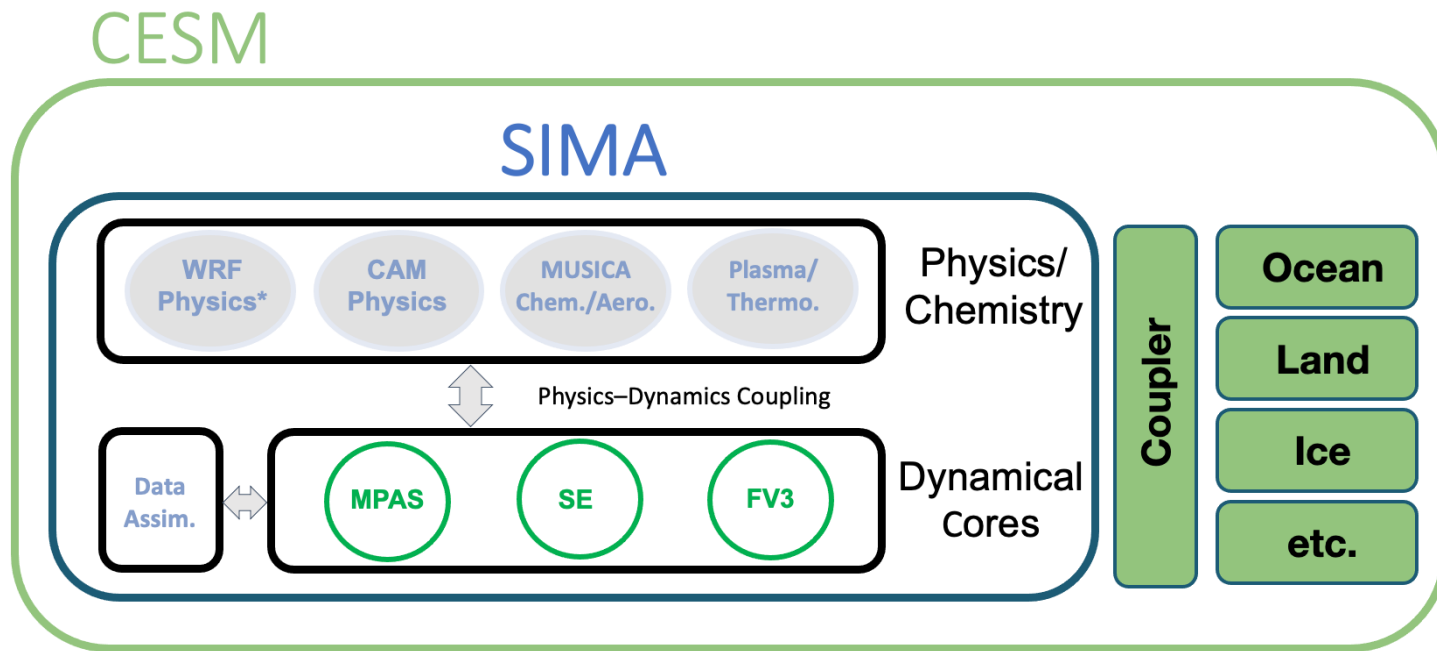 CESM
SIMA
WRF
Physics*
CAM
Physics
MUSICA
Chem./Aero.
Plasma/
Thermo.
Physics/
Chemistry
Physics–Dynamics Coupling
Data
Assim.
MPAS
SE
FV3
Dynamical
Cores
Coupler
Ocean
Land
Ice
etc.